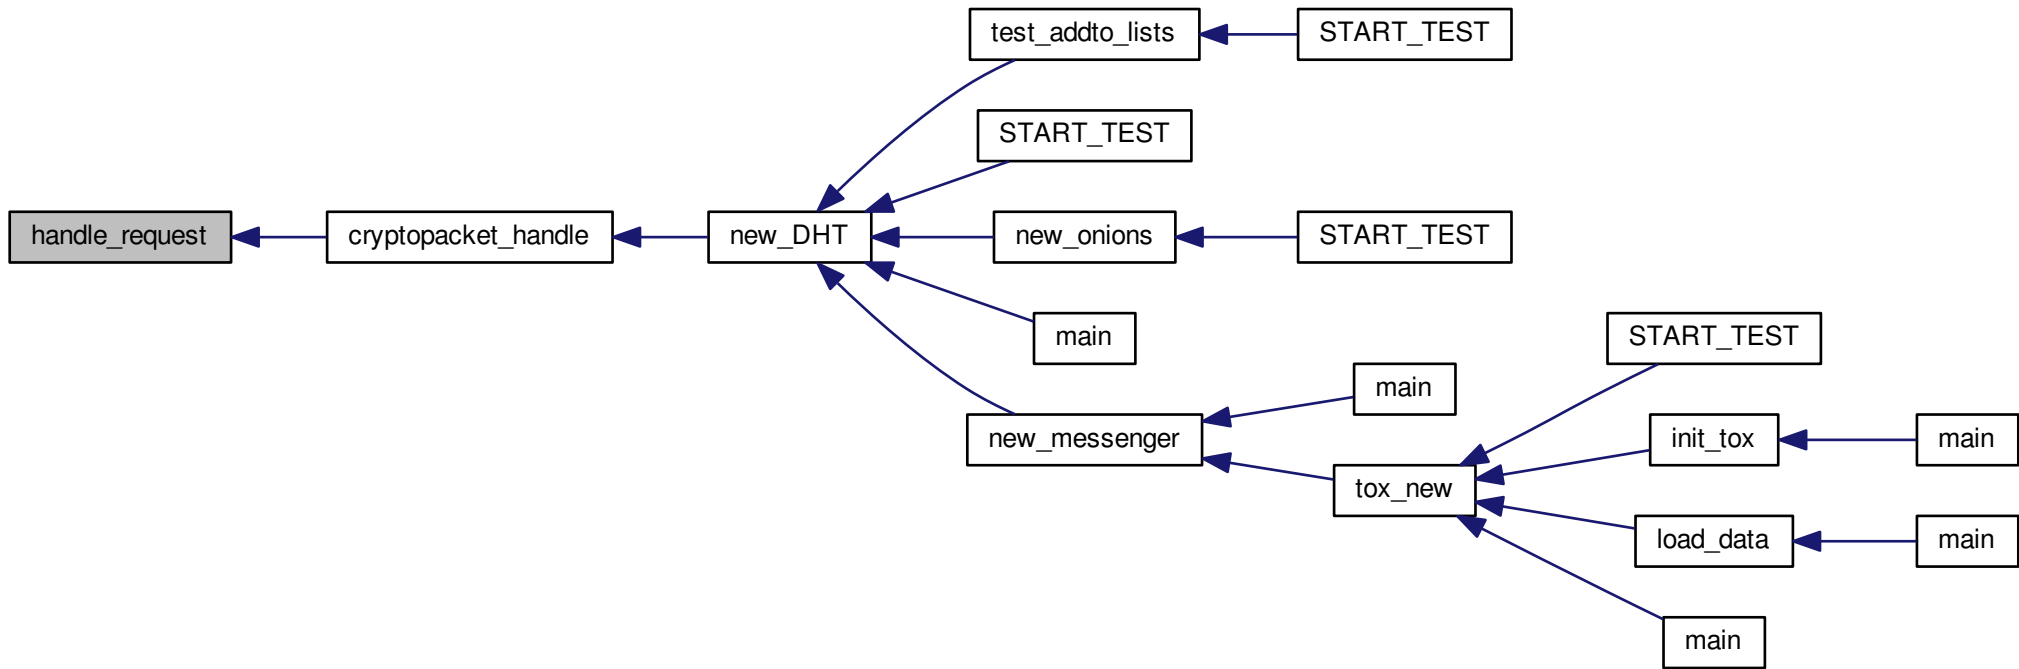 test_addto_lists
START_TEST
START_TEST
handle_request
cryptopacket_handle
new_DHT
new_onions
START_TEST
main
START_TEST
main
new_messenger
init_tox
main
tox_new
load_data
main
main